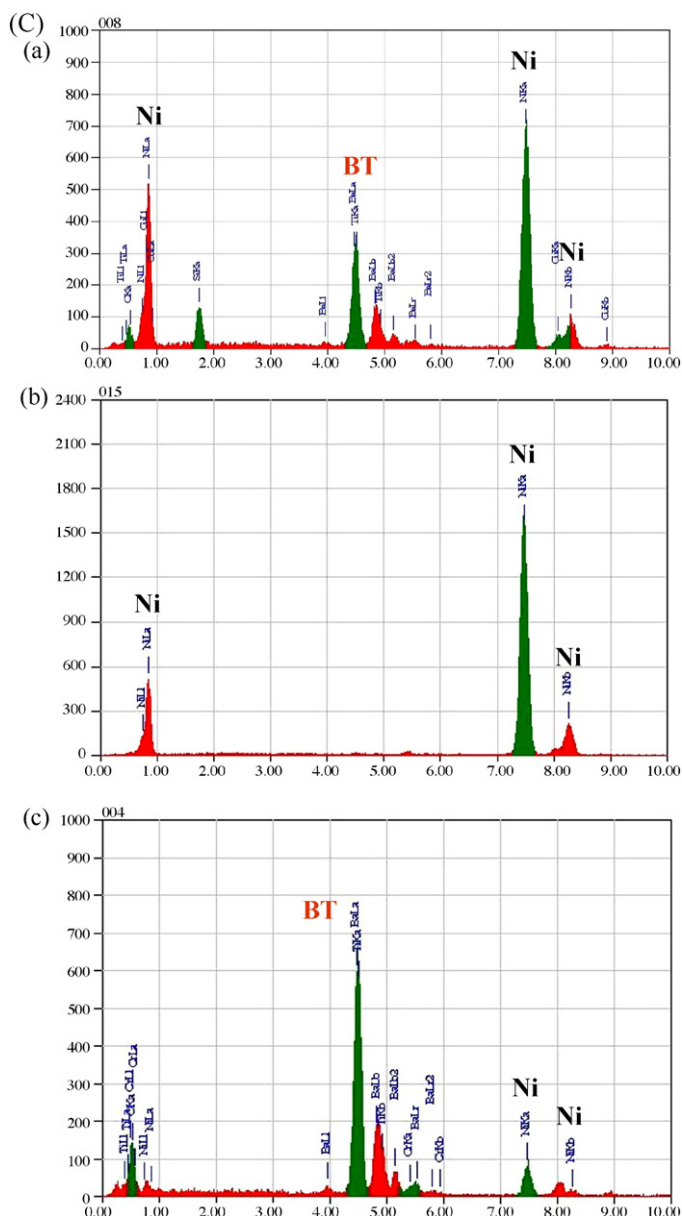 (C)
(a)
008
1000
900
800
700
600
500
400
300
200
100
0
Ni
Ni
BT
Ni
TiLl
TiLa
NiLl
CuLl
NiLa
CuLa
SiKa
BaLl
TiKa
BaLa
BaLb
TiKb
BaLb2
BaLr
BaLr2
NiKa
CuKa
NiKb
CuKb
0.00 1.00 2.00 3.00 4.00 5.00 6.00 7.00 8.00 9.00 10.00
(b)
015
2400
2100
1800
1500
1200
900
600
300
0
Ni
Ni
Ni
NiLl
NiLa
NiKa
NiKb
0.00 1.00 2.00 3.00 4.00 5.00 6.00 7.00 8.00 9.00 10.00
(c)
004
1000
900
800
700
600
500
400
300
200
100
0
BT
Ni
Ni
TiLl
TiLa
CrLl
CrLa
NiLl
NiLa
BaLl
TiKa
BaLa
BaLb
TiKb
BaLb2
CrKa
BaLr
BaLr2
CrKb
NiKa
NiKb
0.00 1.00 2.00 3.00 4.00 5.00 6.00 7.00 8.00 9.00 10.00